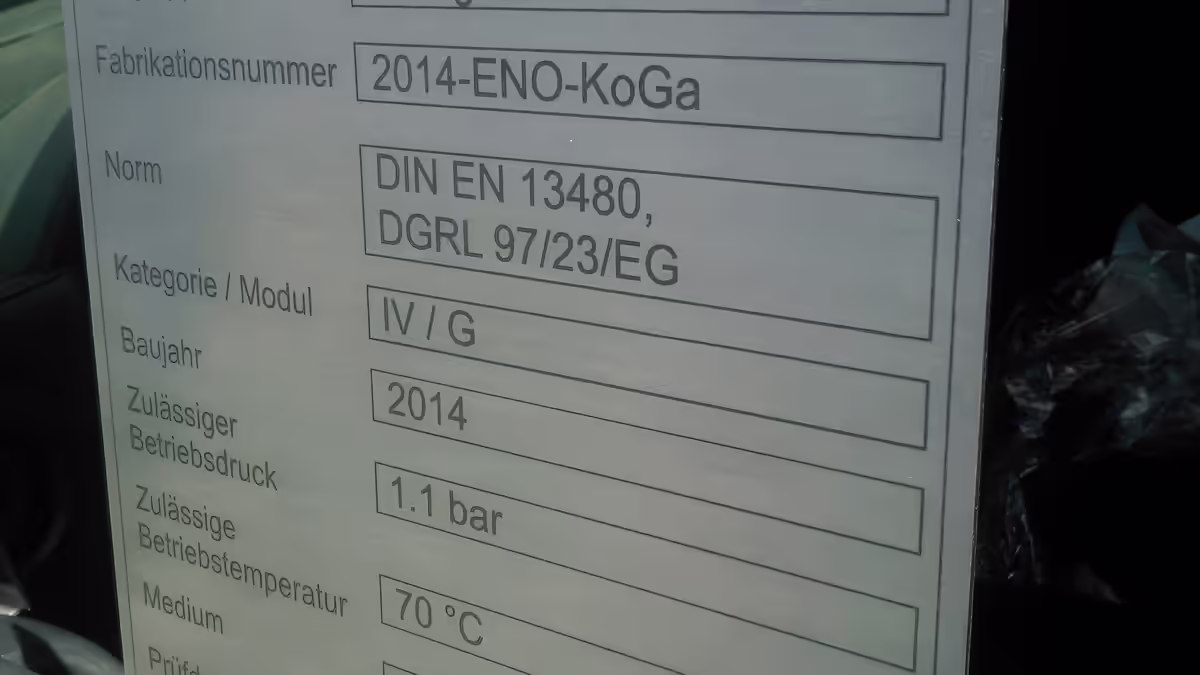 Fabrikationsnummer 2014-ENO-KoGa
Norm DIN EN 13480,
DGRL 97/23/EG
Kategorie / Modul IV / G
Baujahr 2014
Zulässiger
Betriebsdruck 1.1 bar
Zulässige
Betriebstemperatur 70 °C
Medium